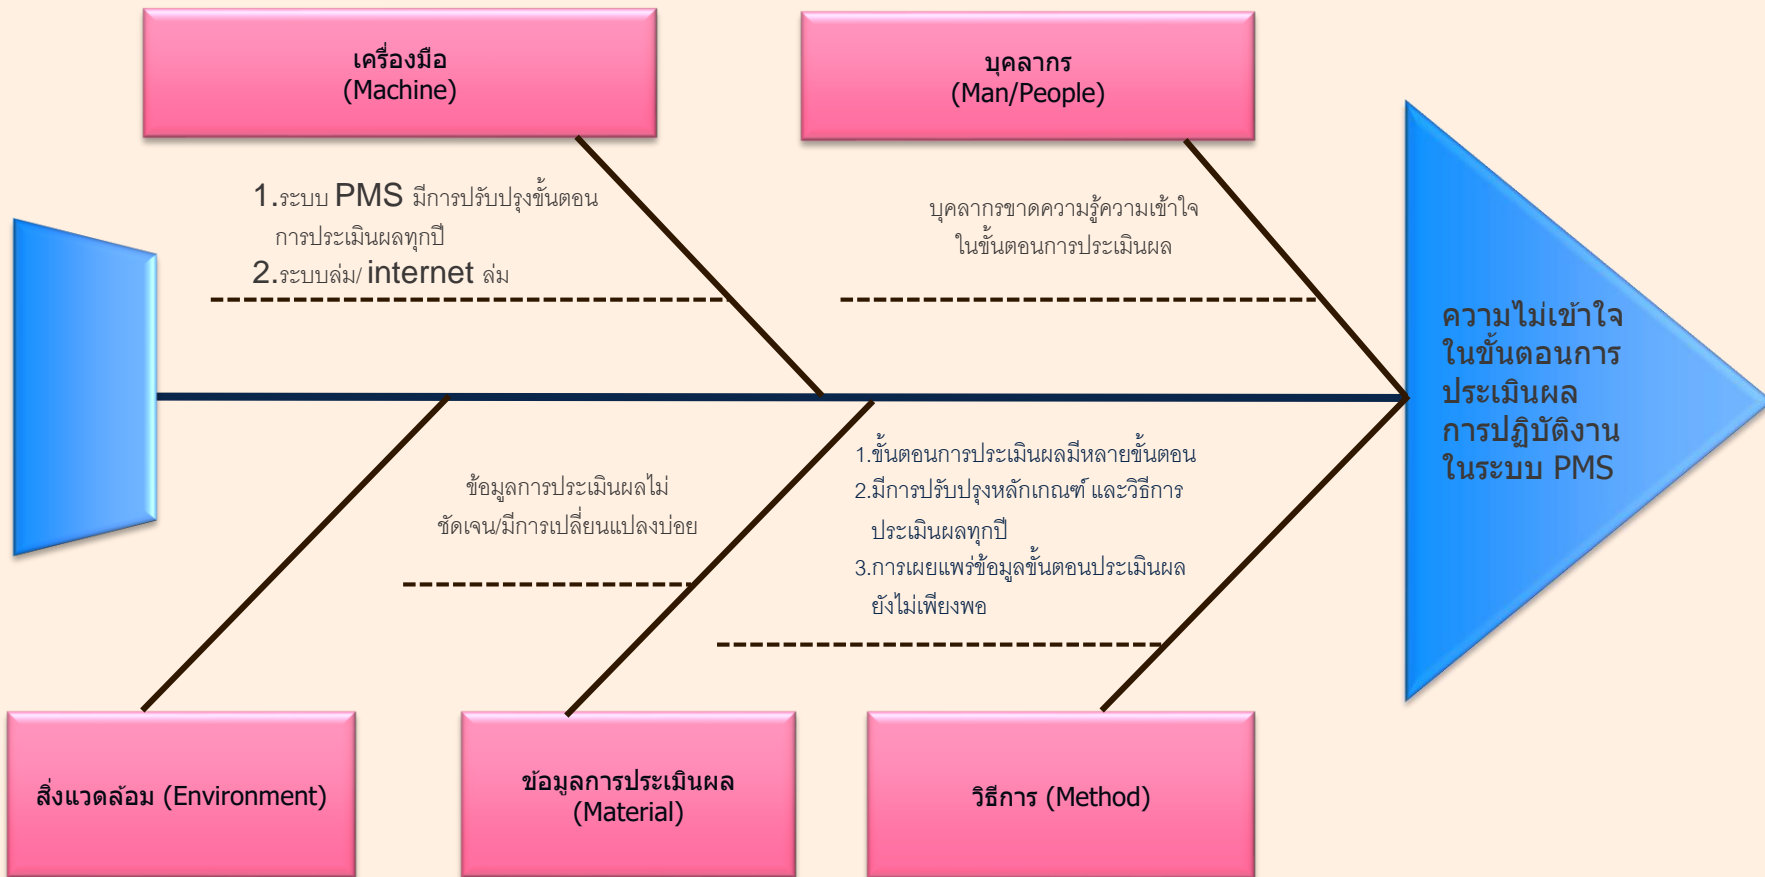 เครื่องมือ
(Machine)
บุคลากร
(Man/People)
1.ระบบ PMS มีการปรับปรุงขั้นตอน
การประเมินผลทุกปี
2.ระบบล่ม/ internet ล่ม
บุคลากรขาดความรู้ความเข้าใจ
ในขั้นตอนการประเมินผล
ความไม่เข้าใจ
ในขั้นตอนการ
ประเมินผล
การปฏิบัติงาน
ในระบบ PMS
ข้อมูลการประเมินผลไม่
ชัดเจน/มีการเปลี่ยนแปลงบ่อย
1.ขั้นตอนการประเมินผลมีหลายขั้นตอน
2.มีการปรับปรุงหลักเกณฑ์ และวิธีการ
ประเมินผลทุกปี
3.การเผยแพร่ข้อมูลขั้นตอนประเมินผล
ยังไม่เพียงพอ
สิ่งแวดล้อม (Environment)
ข้อมูลการประเมินผล
(Material)
วิธีการ (Method)